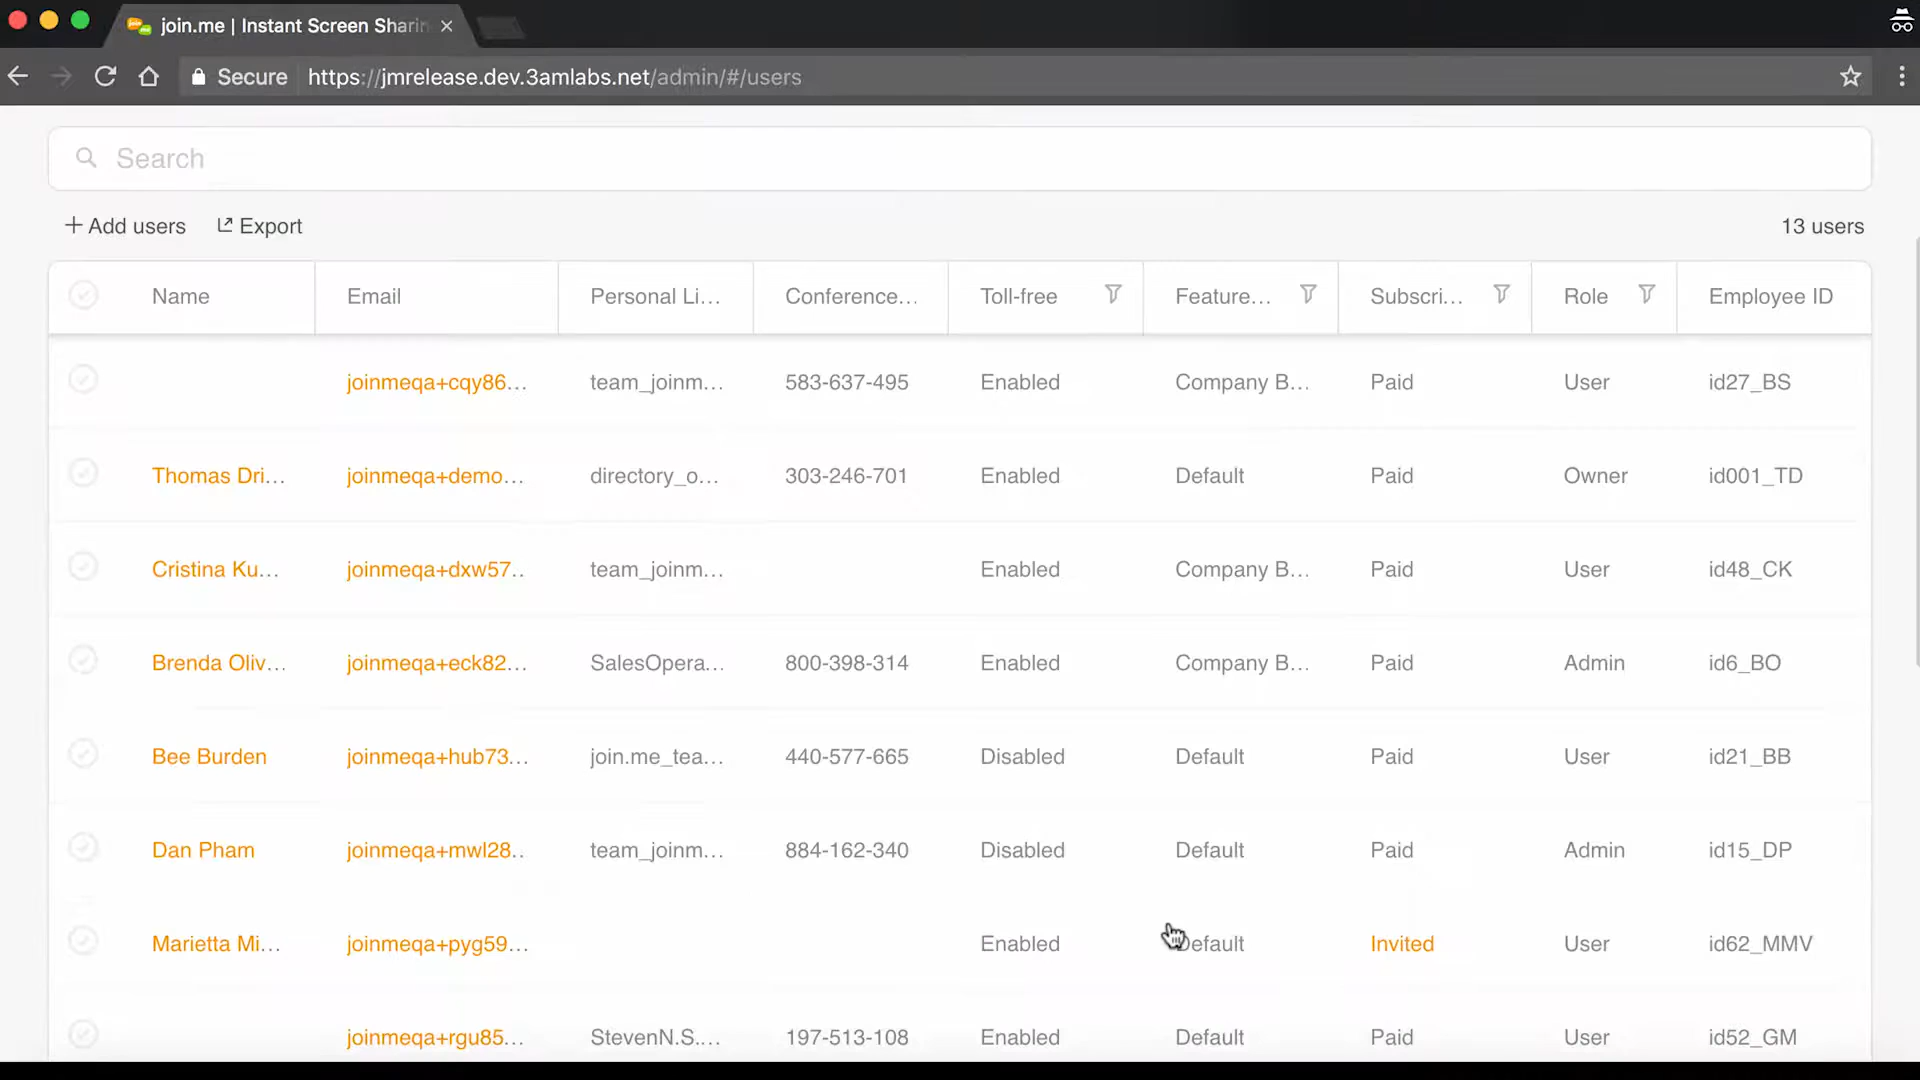 join.me | Instant Screen Sharin
Secure https://jmrelease.dev.3amlabs.net/admin/#/users
Search
Add users Export 13 users
Name Email Personal Li... Conference... Toll-free Feature... Subscri... Role Employee ID
joinmeqa+cqy86... team_joinm... 583-637-495 Enabled Company B... Paid User id27_BS
Thomas Dri... joinmeqa+demo... directory_o... 303-246-701 Enabled Default Paid Owner id001_TD
Cristina Ku... joinmeqa+dxw57... team_joinm... Enabled Company B... Paid User id48_CK
Brenda Oliv... joinmeqa+eck82... SalesOpera... 800-398-314 Enabled Company B... Paid Admin id6_BO
Bee Burden joinmeqa+hub73... join.me_tea... 440-577-665 Disabled Default Paid User id21_BB
Dan Pham joinmeqa+mwl28... team_joinm... 884-162-340 Disabled Default Paid Admin id15_DP
Marietta Mi... joinmeqa+pyg59... Enabled Default Invited User id62_MMV
joinmeqa+rgu85... StevenN.S.... 197-513-108 Enabled Default Paid User id52_GM